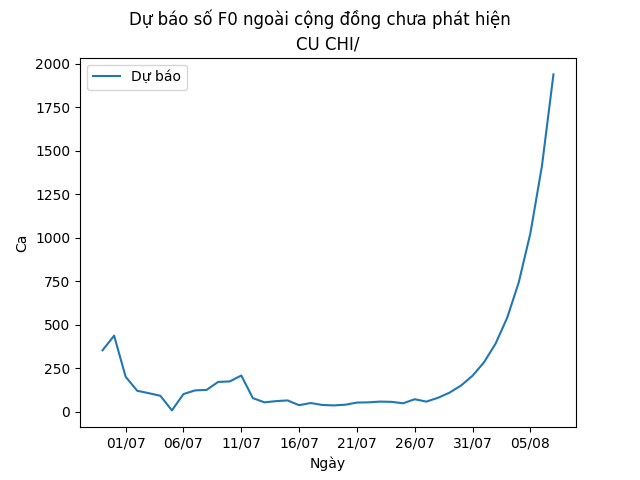 Dự báo số F0 ngoài cộng đồng chưa phát hiện
CU CHI/
Dự báo
2000
1750
1500
1250
1000
750
500
250
0
Ca
01/07 06/07 11/07 16/07 21/07 26/07 31/07 05/08
Ngày